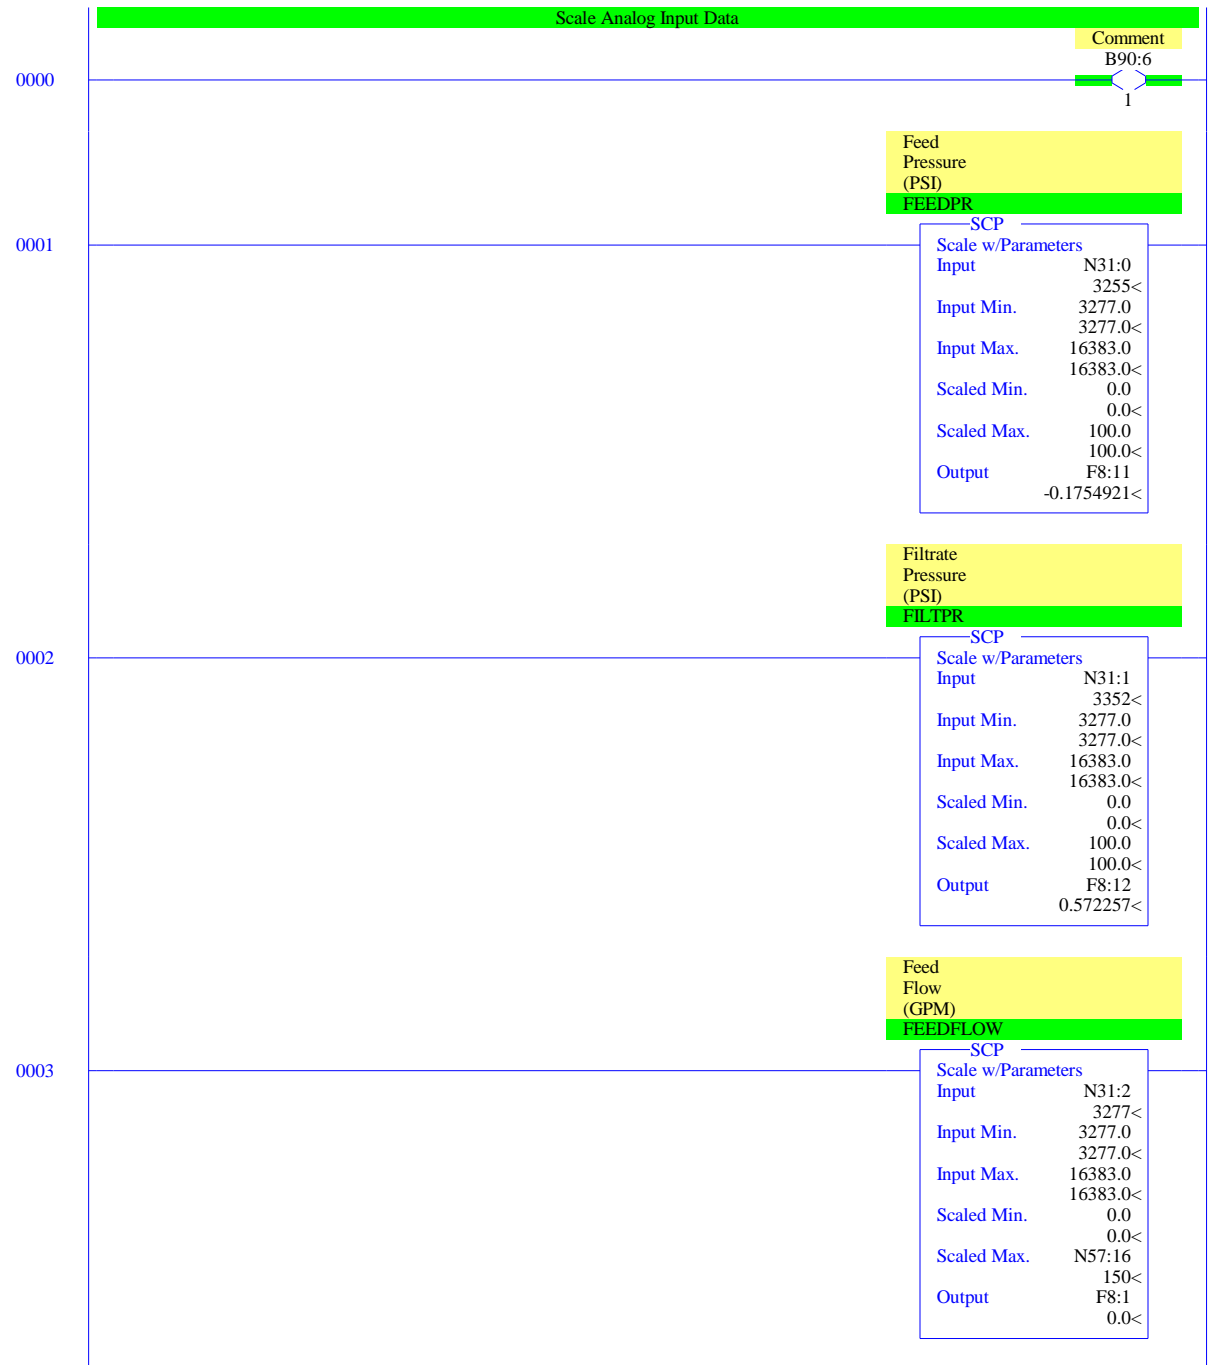 Scale Analog Input Data
Comment
B90:6
0000
1
Feed
Pressure
(PSI)
FEEDPR
SCP
0001
Scale w/Parameters
Input N31:0
3255<
Input Min. 3277.0
3277.0<
Input Max. 16383.0
16383.0<
Scaled Min. 0.0
0.0<
Scaled Max. 100.0
100.0<
Output F8:11
-0.1754921<
Filtrate
Pressure
(PSI)
FILTPR
SCP
0002
Scale w/Parameters
Input N31:1
3352<
Input Min. 3277.0
3277.0<
Input Max. 16383.0
16383.0<
Scaled Min. 0.0
0.0<
Scaled Max. 100.0
100.0<
Output F8:12
0.572257<
Feed
Flow
(GPM)
FEEDFLOW
SCP
0003
Scale w/Parameters
Input N31:2
3277<
Input Min. 3277.0
3277.0<
Input Max. 16383.0
16383.0<
Scaled Min. 0.0
0.0<
Scaled Max. N57:16
150<
Output F8:1
0.0<